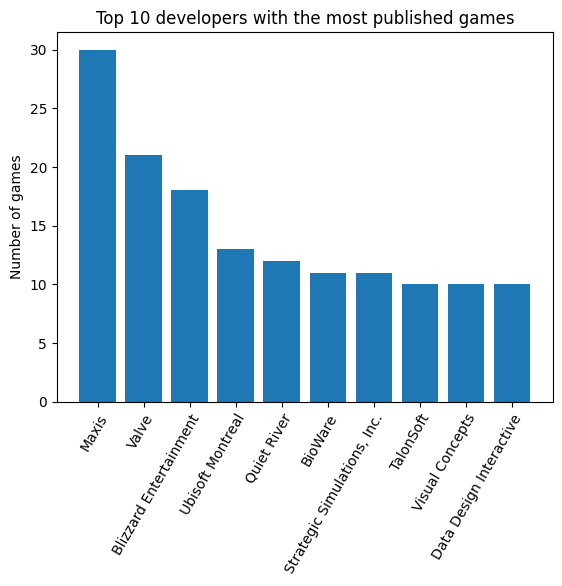 Top 10 developers with the most published games
Number of games
30
25
20
15
10
5
0
Maxis
Valve
Blizzard Entertainment
Ubisoft Montreal
Quiet River
BioWare
Strategic Simulations, Inc.
TalonSoft
Visual Concepts
Data Design Interactive